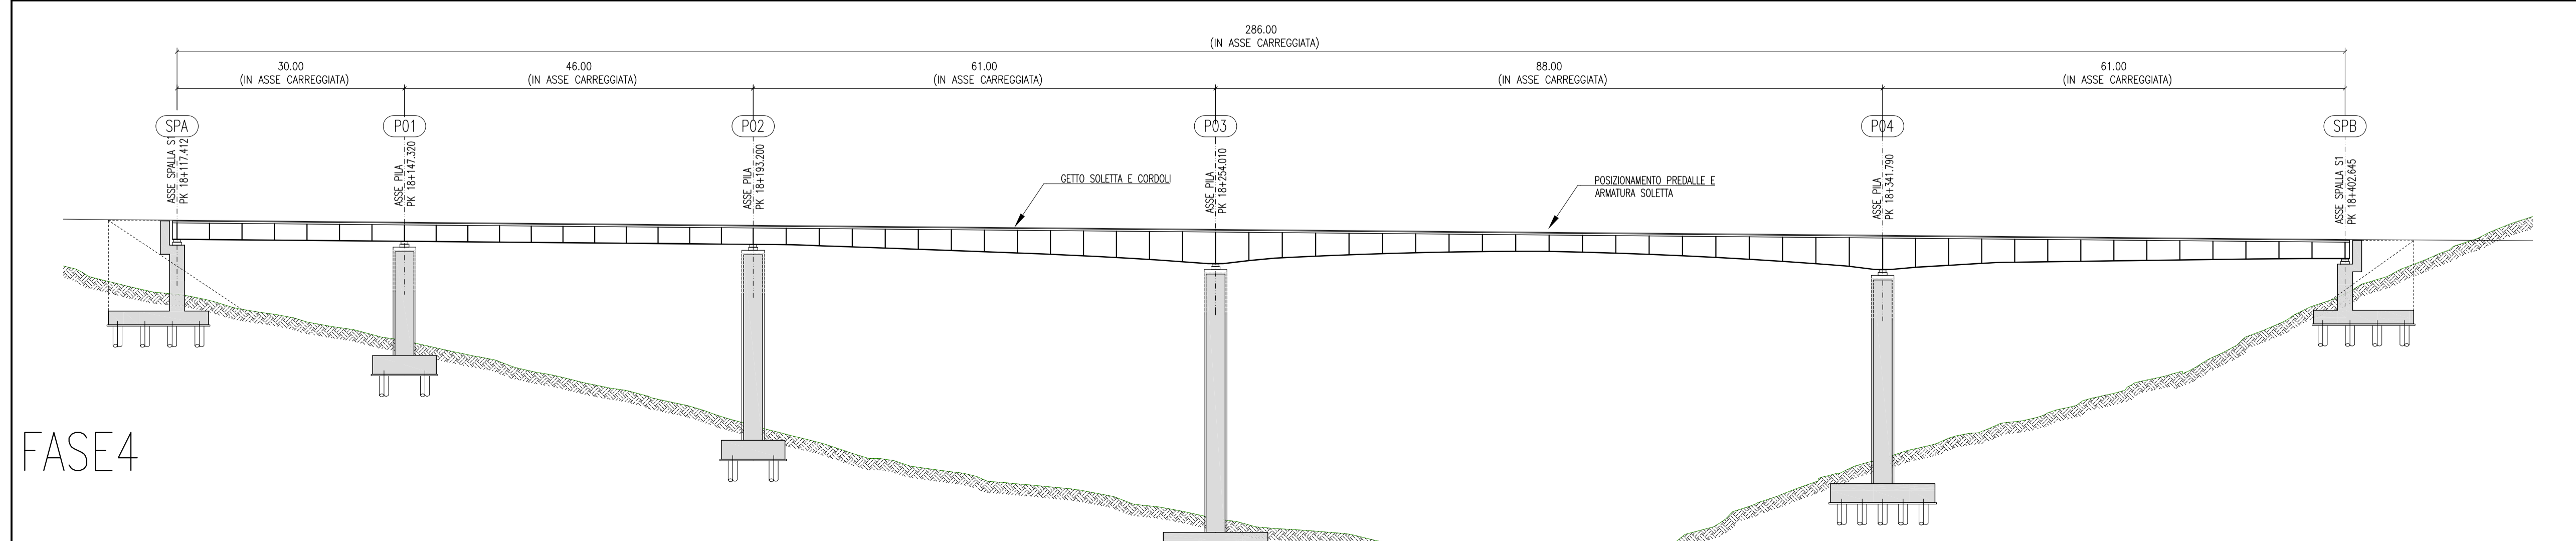 286.00
(IN ASSE CARREGGIATA)
30.00
(IN ASSE CARREGGIATA)
46.00
(IN ASSE CARREGGIATA)
61.00
(IN ASSE CARREGGIATA)
88.00
(IN ASSE CARREGGIATA)
61.00
(IN ASSE CARREGGIATA)
SPA
P01
P02
P03
P04
SPB
ASSE SPALLA S1
PK 18+117.412
ASSE PILA
PK 18+147.320
ASSE PILA
PK 18+193.200
ASSE PILA
PK 18+254.010
ASSE PILA
PK 18+341.790
ASSE SPALLA S1
PK 18+402.645
GETTO SOLETTA E CORDOLI
POSIZIONAMENTO PREDALLE E
ARMATURA SOLETTA
FASE4